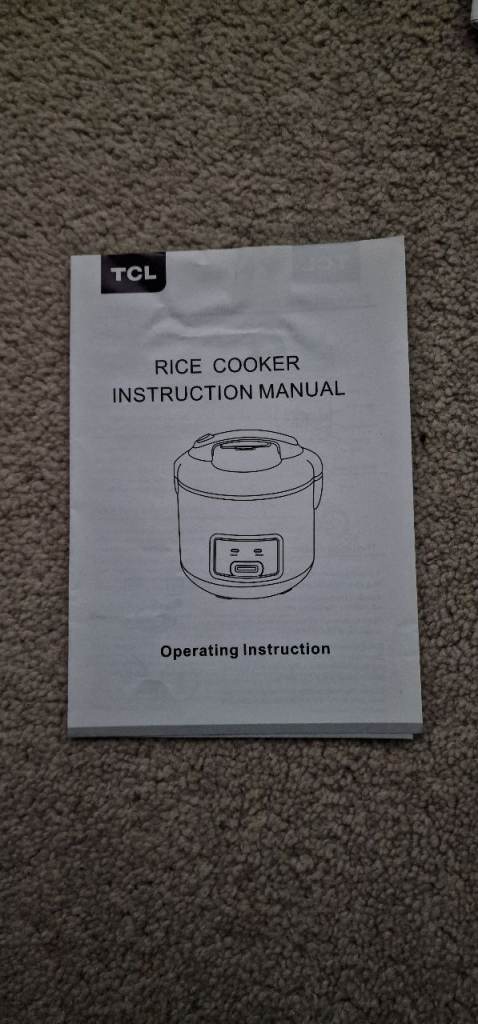 TCL
RICE COOKER
INSTRUCTION MANUAL
Operating Instruction